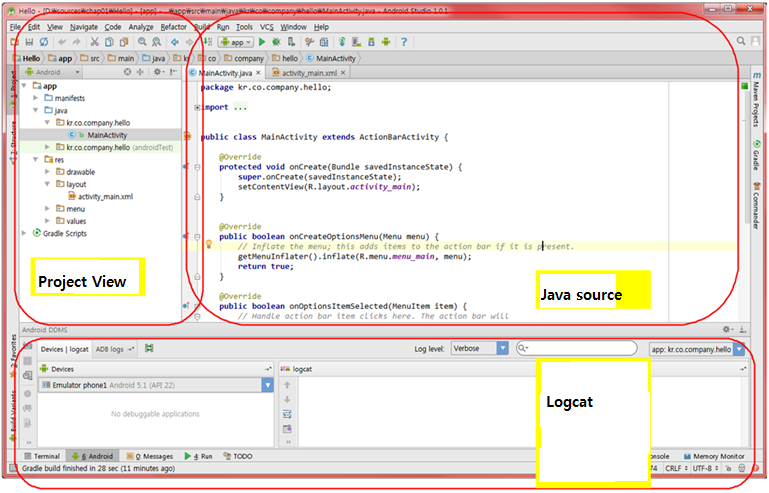 Hello - [D:₩sources₩chap01₩Hello] - [app] - ...₩app₩src₩main₩java₩kr₩co₩company₩hello₩MainActivity.java - Android Studio 1.0.1
File Edit View Navigate Code Analyze Refactor Build Run Tools VCS Window Help
app
Hello app src main java kr co company hello MainActivity
Android
MainActivity.java activity_main.xml
1: Project
2: Structure
app
manifests
java
kr.co.company.hello
MainActivity
kr.co.company.hello (androidTest)
res
drawable
layout
activity_main.xml
menu
values
Gradle Scripts
Project View
package kr.co.company.hello;
import ...
public class MainActivity extends ActionBarActivity {
@Override
protected void onCreate(Bundle savedInstanceState) {
super.onCreate(savedInstanceState);
setContentView(R.layout.activity_main);
}
@Override
public boolean onCreateOptionsMenu(Menu menu) {
// Inflate the menu; this adds items to the action bar if it is present.
getMenuInflater().inflate(R.menu.menu_main, menu);
return true;
}
@Override
public boolean onOptionsItemSelected(MenuItem item) {
// Handle action bar item clicks here. The action bar will
Java source
Maven Projects
Gradle
Commander
Android DDMS
2: Favorites
Build Variants
Devices | logcat ADB logs Log level: Verbose app: kr.co.company.hello
Devices logcat
Emulator phone1 Android 5.1 (API 22)
No debuggable applications
Logcat
Terminal 6: Android 0: Messages 4: Run TODO onsole Memory Monitor
Gradle build finished in 28 sec (11 minutes ago) 74 CRLF UTF-8